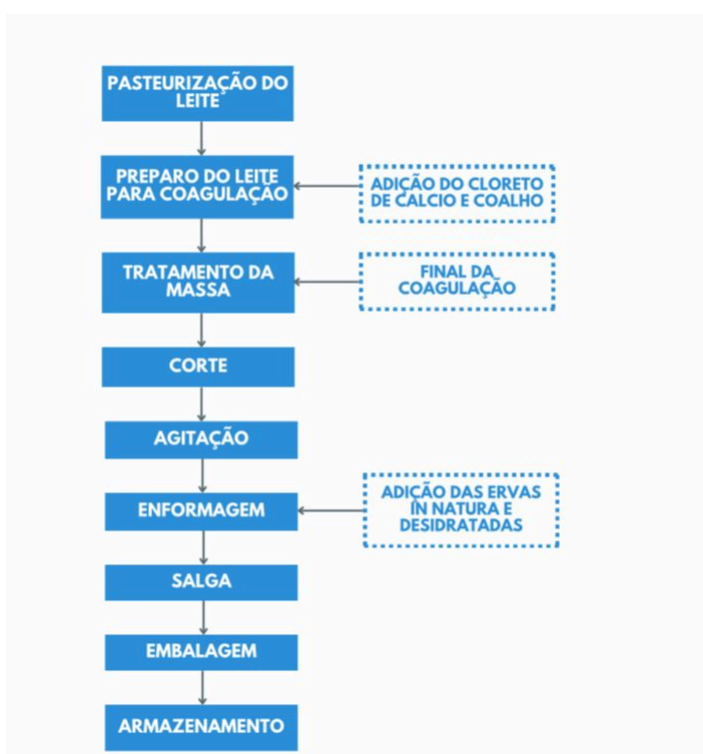 PASTEURIZAÇÃO DO
LEITE
PREPARO DO LEITE
PARA COAGULAÇÃO
ADIÇÃO DO CLORETO
DE CALCIO E COALHO
TRATAMENTO DA
MASSA
FINAL DA
COAGULAÇÃO
CORTE
AGITAÇÃO
ENFORMAGEM
ADIÇÃO DAS ERVAS
IN NATURA E
DESIDRATADAS
SALGA
EMBALAGEM
ARMAZENAMENTO